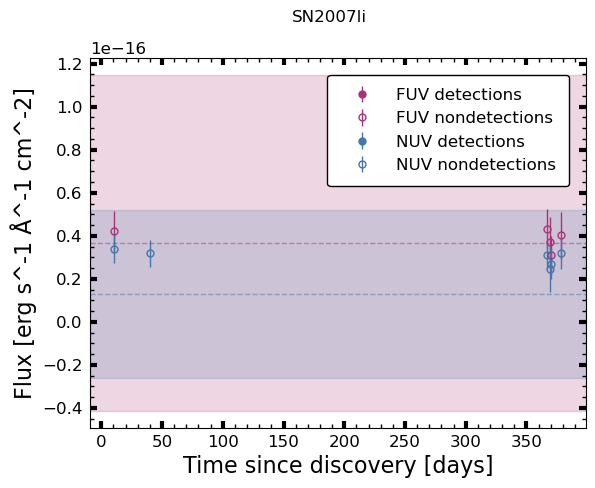 SN2007li
1e−16
1.2
1.0
0.8
0.6
0.4
0.2
0.0
−0.2
−0.4
Flux [erg s^-1 Å^-1 cm^-2]
FUV detections
FUV nondetections
NUV detections
NUV nondetections
0 50 100 150 200 250 300 350
Time since discovery [days]